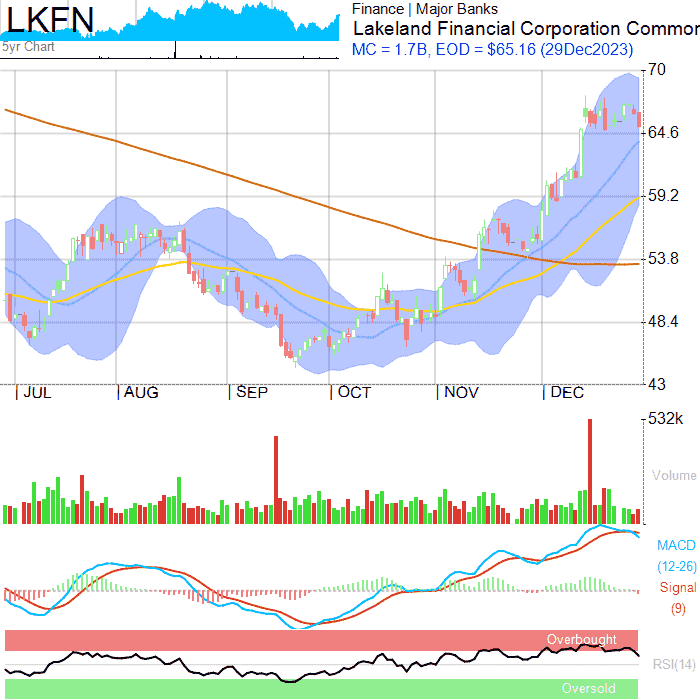 LKFN
5yr Chart
Finance | Major Banks
Lakeland Financial Corporation Common
MC = 1.7B, EOD = $65.16 (29Dec2023)
70
64.6
59.2
53.8
48.4
43
| JUL | AUG | SEP | OCT | NOV | DEC
532k
Volume
MACD
(12-26)
Signal
(9)
Overbought
RSI(14)
Oversold